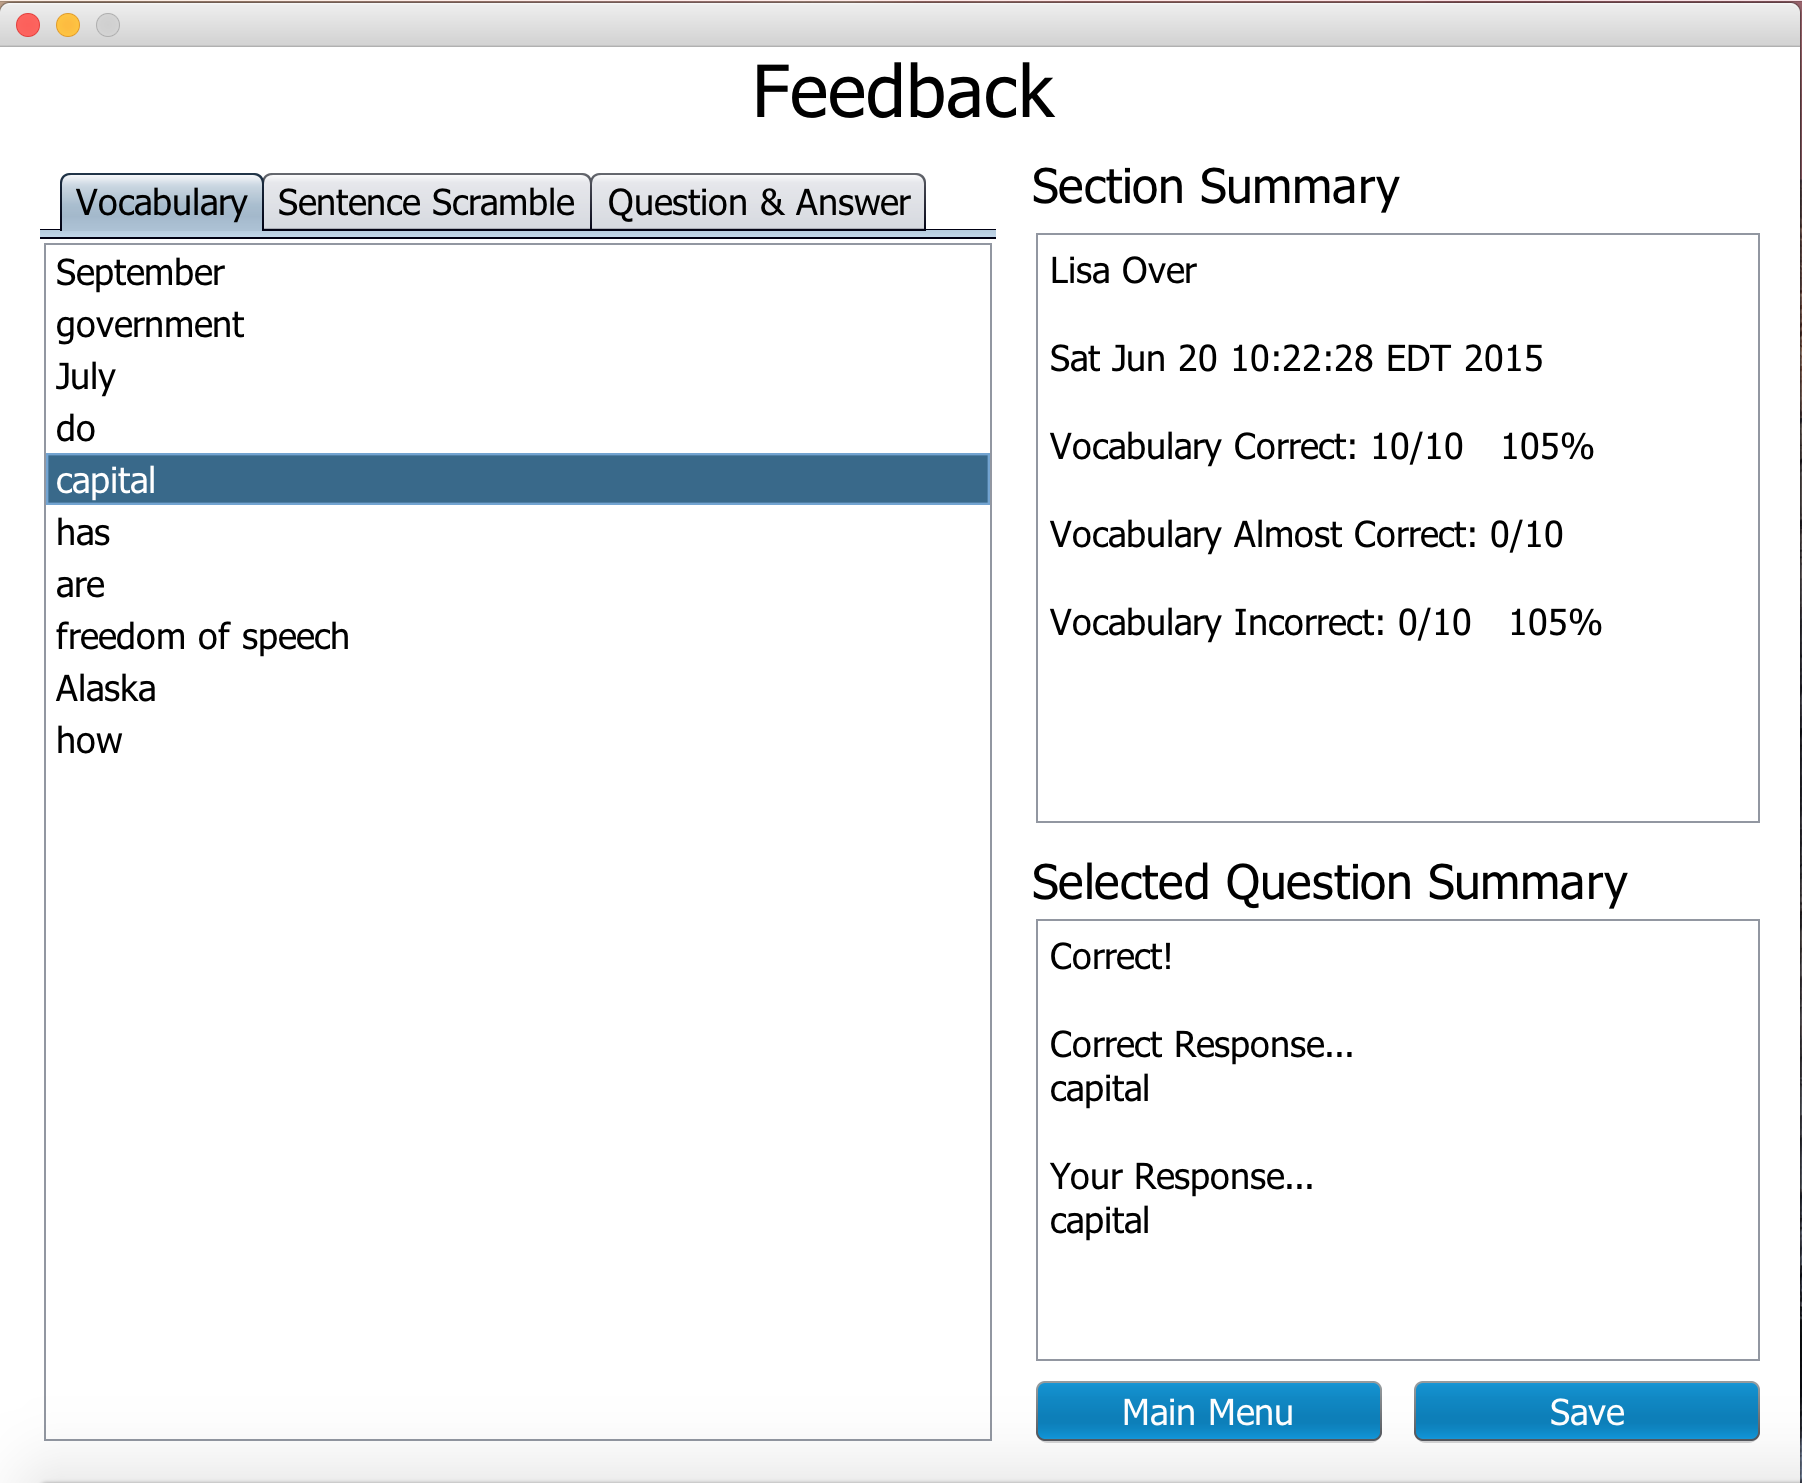 Feedback
Vocabulary
Sentence Scramble
Question & Answer
September
government
July
do
capital
has
are
freedom of speech
Alaska
how
Section Summary
Lisa Over
Sat Jun 20 10:22:28 EDT 2015
Vocabulary Correct: 10/10 105%
Vocabulary Almost Correct: 0/10
Vocabulary Incorrect: 0/10 105%
Selected Question Summary
Correct!
Correct Response...
capital
Your Response...
capital
Main Menu
Save